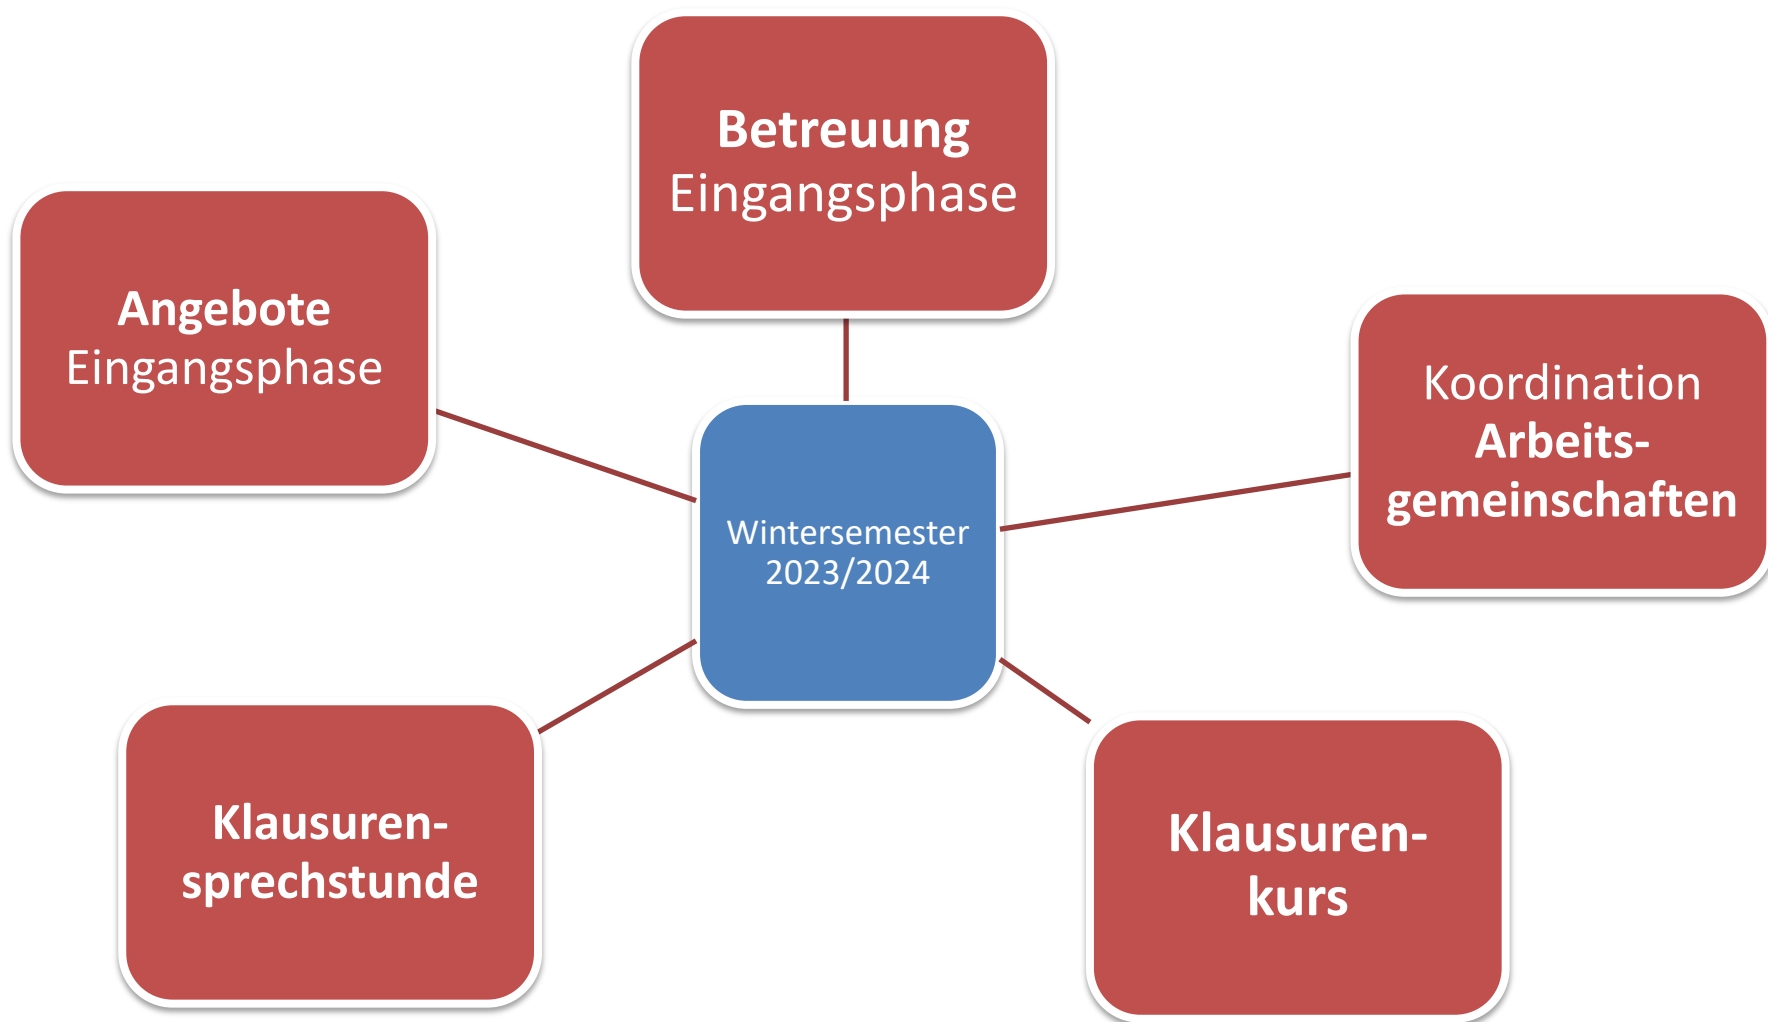 Betreuung
Eingangsphase
Angebote
Eingangsphase
Koordination
Arbeits-
gemeinschaften
Wintersemester
2023/2024
Klausuren-
sprechstunde
Klausuren-
kurs